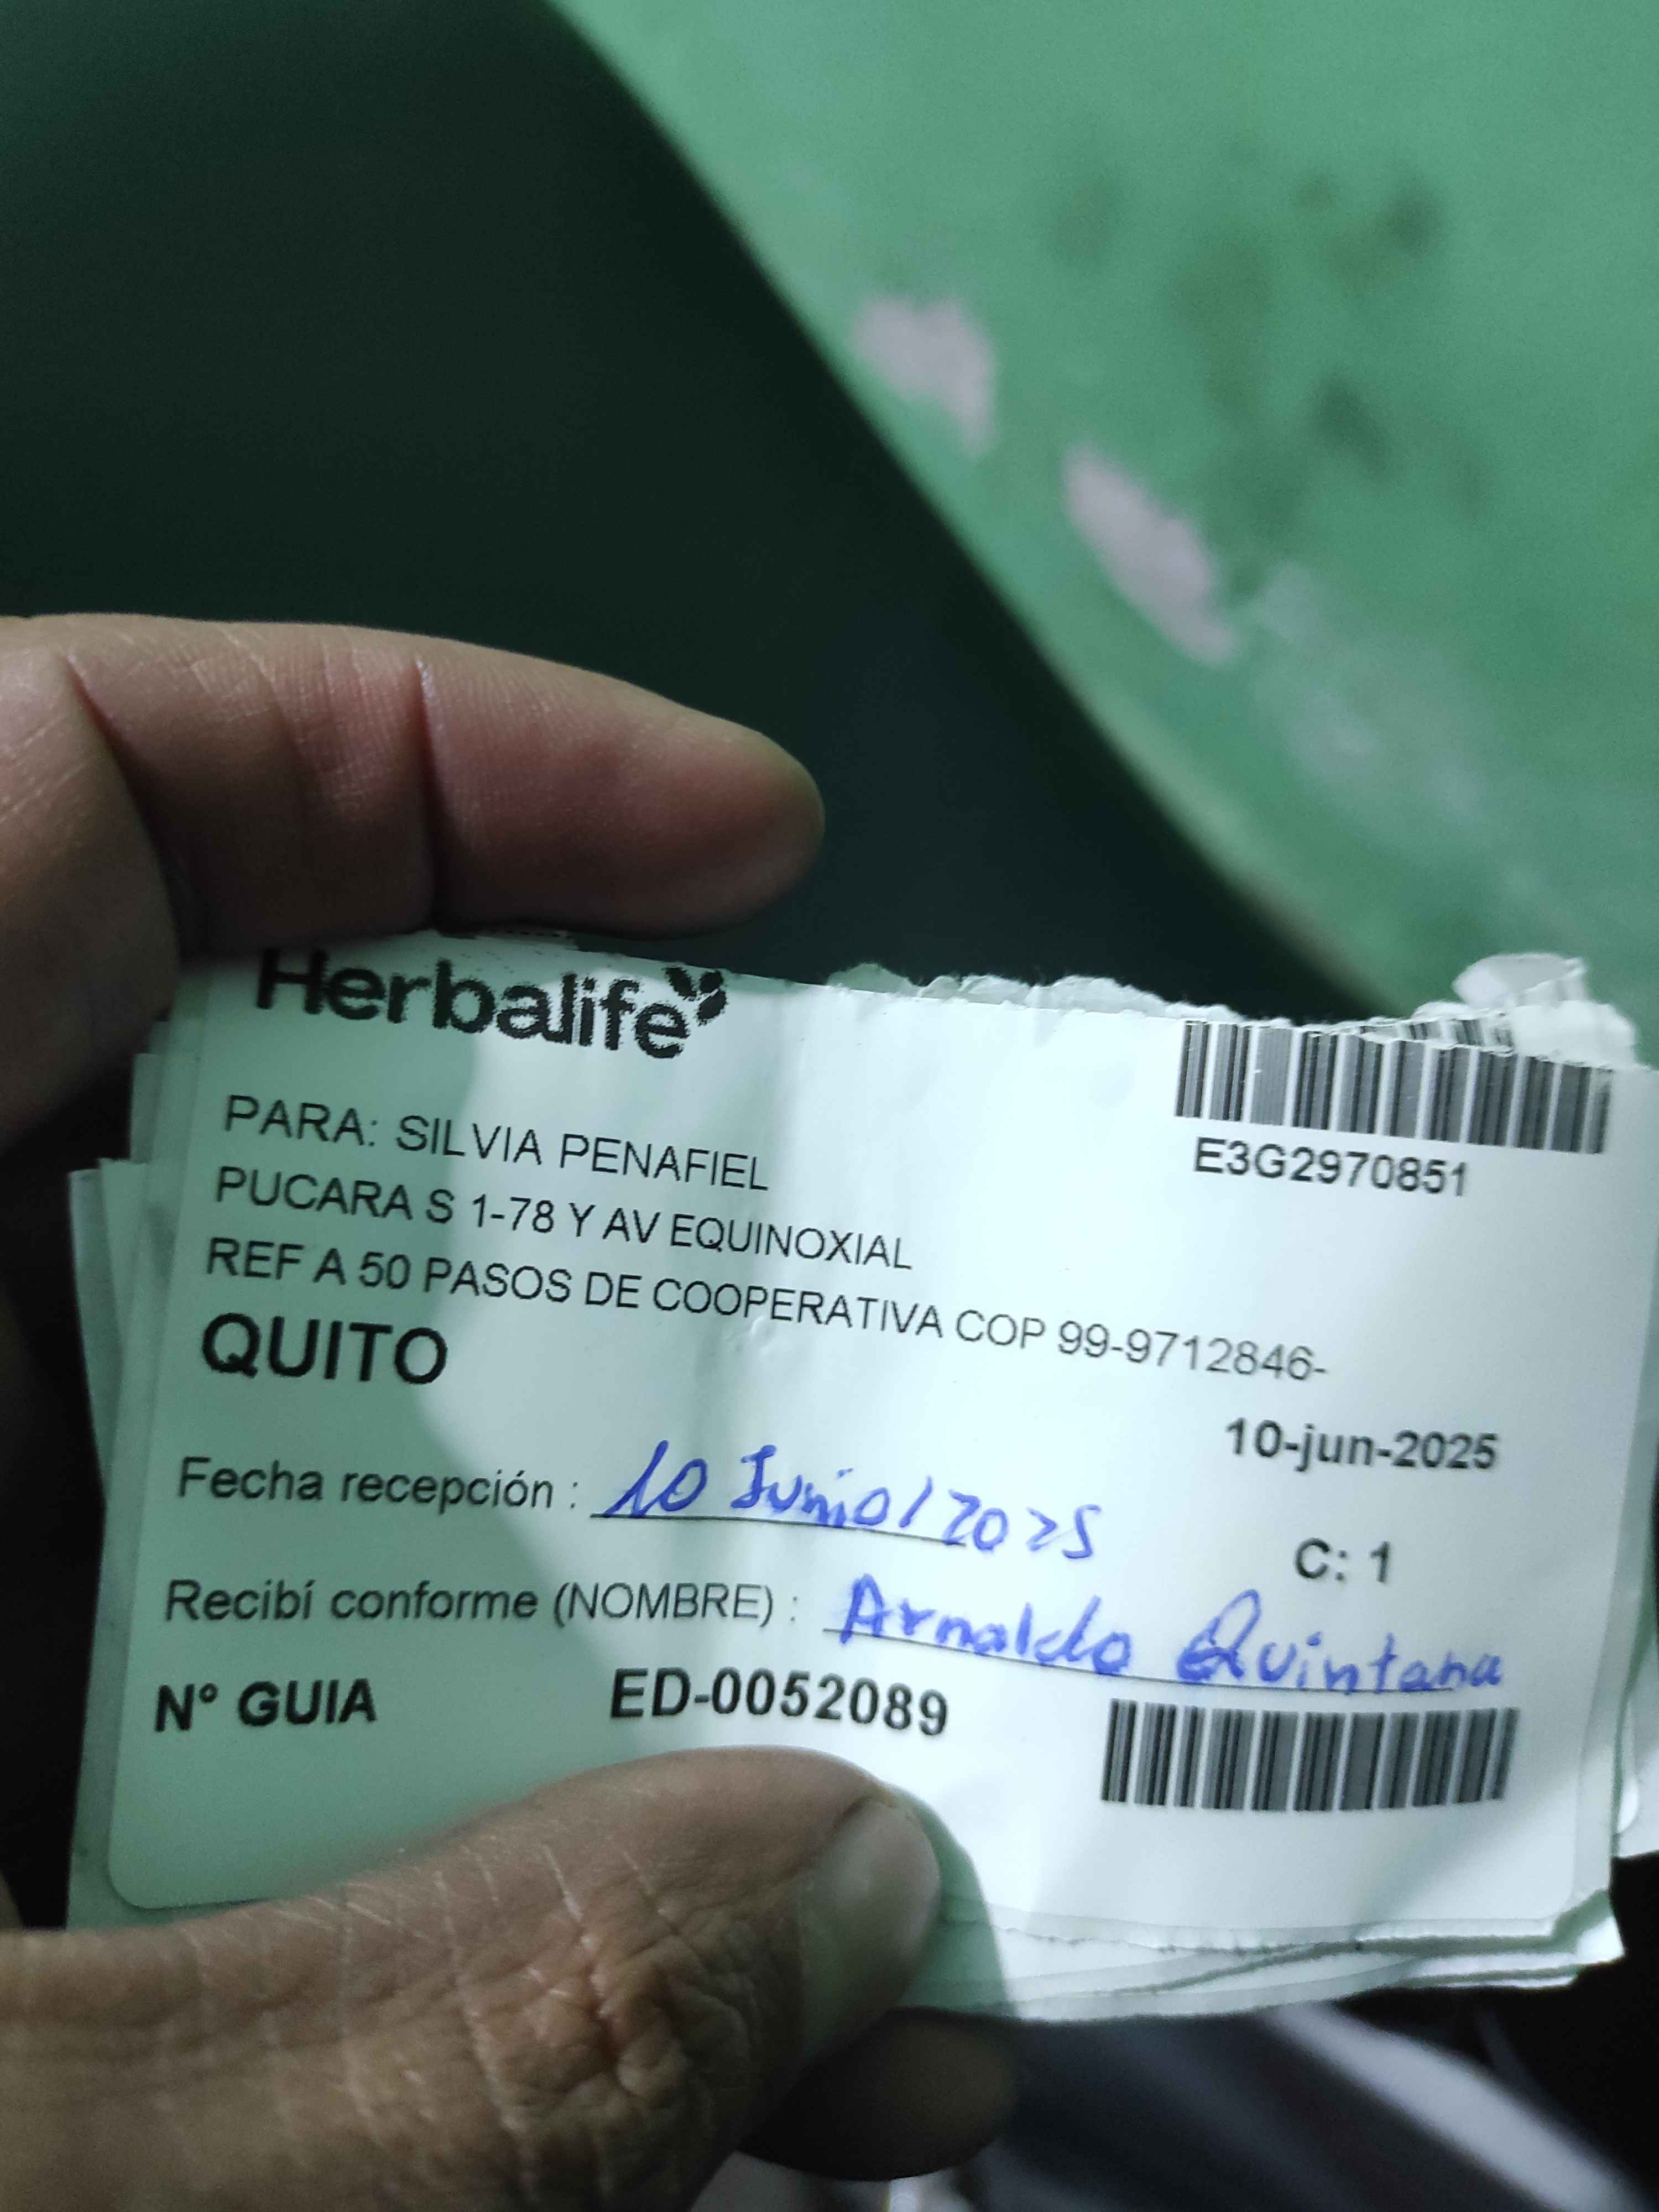 Herbalife
E3G2970851
PARA: SILVIA PENAFIEL
PUCARA S 1-78 Y AV EQUINOXIAL
REF A 50 PASOS DE COOPERATIVA COP 99-9712846-
QUITO
10-jun-2025
Fecha recepción : 10 Junio/2025
C: 1
Recibí conforme (NOMBRE) : Arnaldo Quintana
N° GUIA ED-0052089